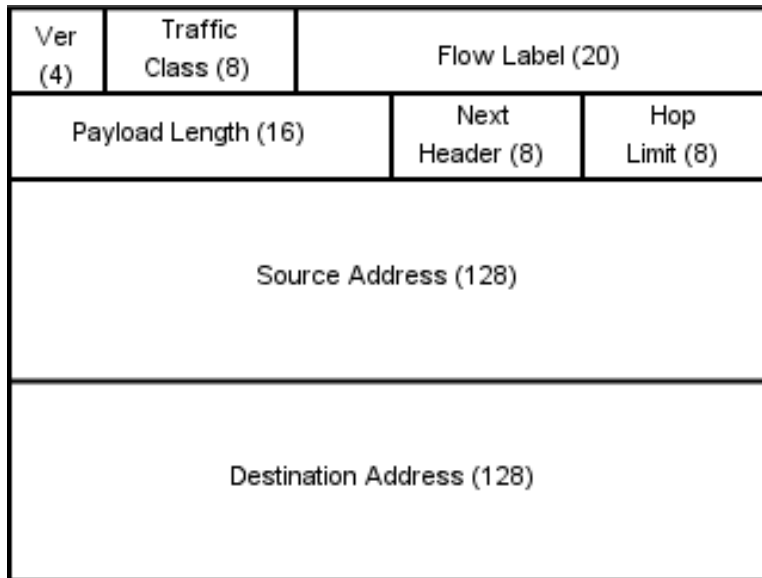 Ver
(4)
Traffic
Class (8)
Flow Label (20)
Payload Length (16)
Next
Header (8)
Hop
Limit (8)
Source Address (128)
Destination Address (128)